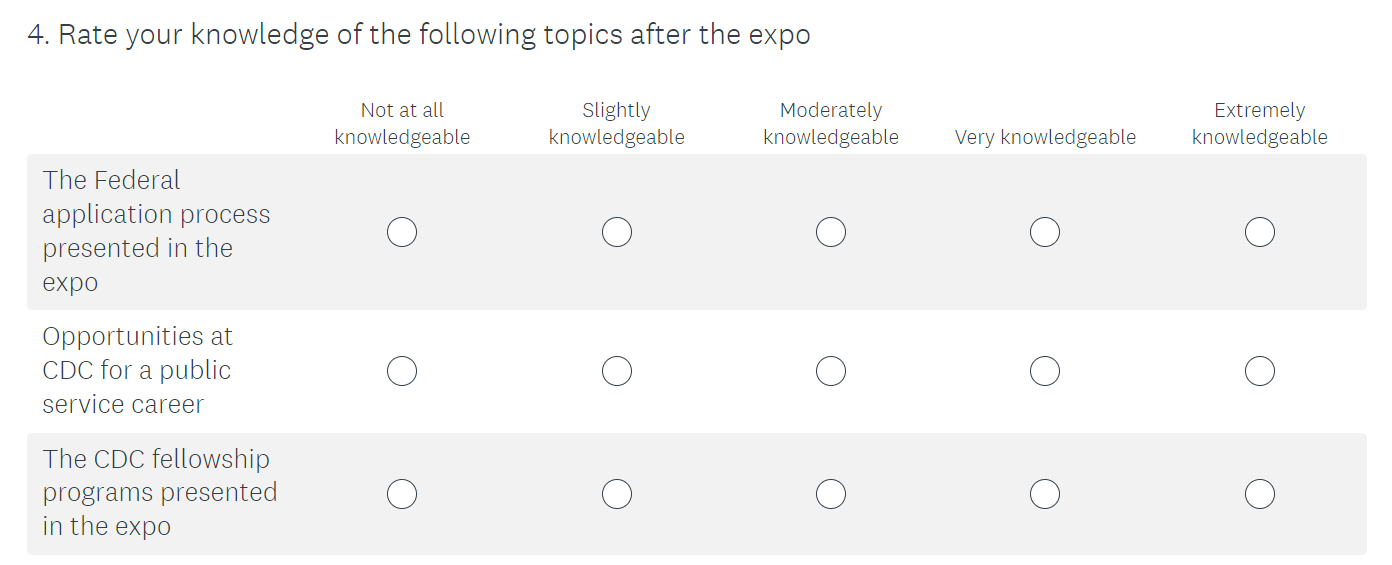 4. Rate your knowledge of the following topics after the expo
Not at all
knowledgeable
Slightly
knowledgeable
Moderately
knowledgeable
Very knowledgeable
Extremely
knowledgeable
The Federal
application process
presented in the
expo
Opportunities at
CDC for a public
service career
The CDC fellowship
programs presented
in the expo